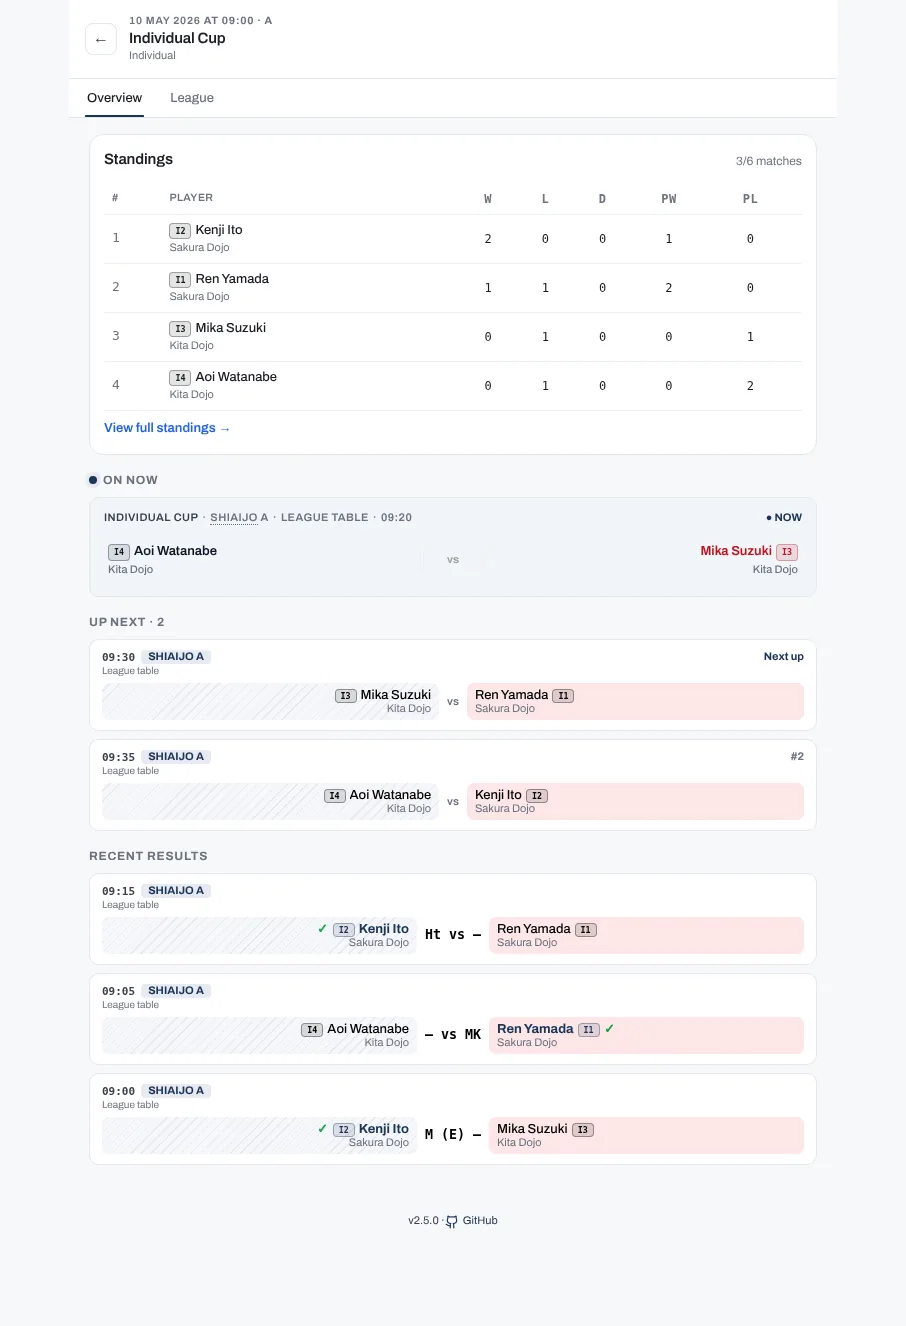 10 MAY 2026 AT 09:00 · A
←
Individual Cup
Individual
Overview League
Standings 3/6 matches
# PLAYER W L D PW PL
1 I2 Kenji Ito 2 0 0 1 0
Sakura Dojo
2 I1 Ren Yamada 1 1 0 2 0
Sakura Dojo
3 I3 Mika Suzuki 0 1 0 0 1
Kita Dojo
4 I4 Aoi Watanabe 0 1 0 0 2
Kita Dojo
View full standings →
ON NOW
INDIVIDUAL CUP · SHIAIJO A · LEAGUE TABLE · 09:20 ● NOW
I4 Aoi Watanabe vs Mika Suzuki I3
Kita Dojo Kita Dojo
UP NEXT · 2
09:30 SHIAIJO A Next up
League table
I3 Mika Suzuki vs Ren Yamada I1
Kita Dojo Sakura Dojo
09:35 SHIAIJO A #2
League table
I4 Aoi Watanabe vs Kenji Ito I2
Kita Dojo Sakura Dojo
RECENT RESULTS
09:15 SHIAIJO A
League table
✓ I2 Kenji Ito Ht vs – Ren Yamada I1
Sakura Dojo Sakura Dojo
09:05 SHIAIJO A
League table
I4 Aoi Watanabe – vs MK Ren Yamada I1 ✓
Kita Dojo Sakura Dojo
09:00 SHIAIJO A
League table
✓ I2 Kenji Ito M (E) – Mika Suzuki I3
Sakura Dojo Kita Dojo
v2.5.0 · GitHub